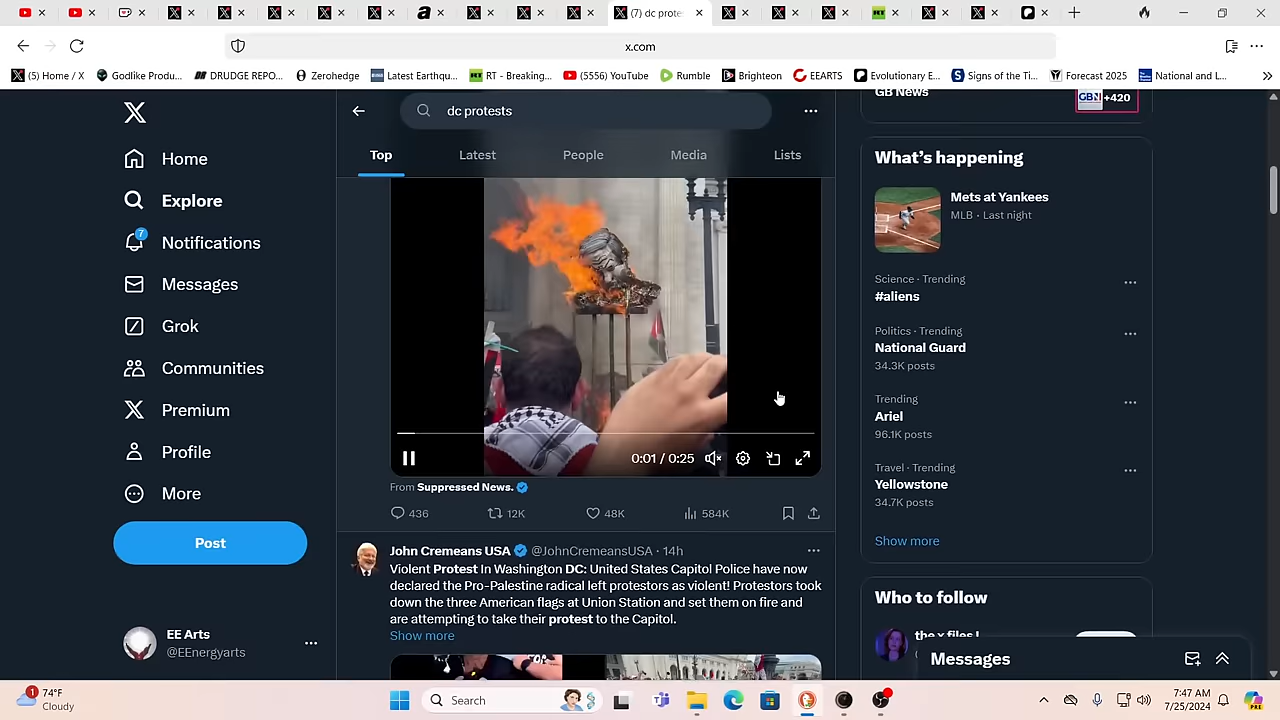 (7) dc protes
x.com
(5) Home / X
Godlike Produ...
DRUDGE REPO...
Zerohedge
Latest Earthqu...
RT - Breaking...
(5556) YouTube
Rumble
Brighteon
EEARTS
Evolutionary E...
Signs of the Ti...
Forecast 2025
National and L...
Home
Explore
7
Notifications
Messages
Grok
Communities
Premium
Profile
More
Post
EE Arts
@EEnergyarts
dc protests
Top
Latest
People
Media
Lists
0:01 / 0:25
From Suppressed News.
436
12K
48K
584K
John Cremeans USA @JohnCremeansUSA · 14h
Violent Protest In Washington DC: United States Capitol Police have now
declared the Pro-Palestine radical left protestors as violent! Protestors took
down the three American flags at Union Station and set them on fire and
are attempting to take their protest to the Capitol.
Show more
GB News
GBN +420
What's happening
Mets at Yankees
MLB · Last night
Science · Trending
#aliens
Politics · Trending
National Guard
34.3K posts
Trending
Ariel
96.1K posts
Travel · Trending
Yellowstone
34.7K posts
Show more
Who to follow
the x files !
Messages
1
74°F
Cloudy
Search
7:47 AM
7/25/2024